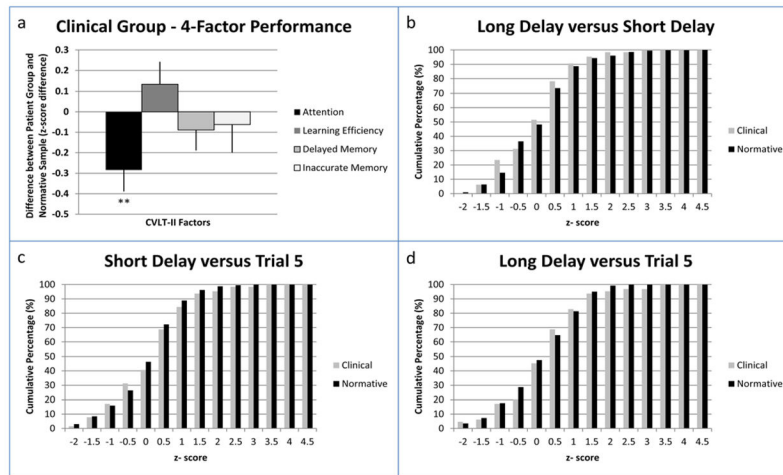 a
Clinical Group - 4-Factor Performance
Difference between Patient Group and
Normative Sample (z-score difference)
0.3
0.2
0.1
0
-0.1
-0.2
-0.3
-0.4
-0.5
**
CVLT-II Factors
Attention
Learning Efficiency
Delayed Memory
Inaccurate Memory
b
Long Delay versus Short Delay
Cumulative Percentage (%)
100
90
80
70
60
50
40
30
20
10
0
-2 -1.5 -1 -0.5 0 0.5 1 1.5 2 2.5 3 3.5 4 4.5
z- score
Clinical
Normative
c
Short Delay versus Trial 5
Cumulative Percentage (%)
100
90
80
70
60
50
40
30
20
10
0
-2 -1.5 -1 -0.5 0 0.5 1 1.5 2 2.5 3 3.5 4 4.5
z- score
Clinical
Normative
d
Long Delay versus Trial 5
Cumulative Percentage (%)
100
90
80
70
60
50
40
30
20
10
0
-2 -1.5 -1 -0.5 0 0.5 1 1.5 2 2.5 3 3.5 4 4.5
z- score
Clinical
Normative